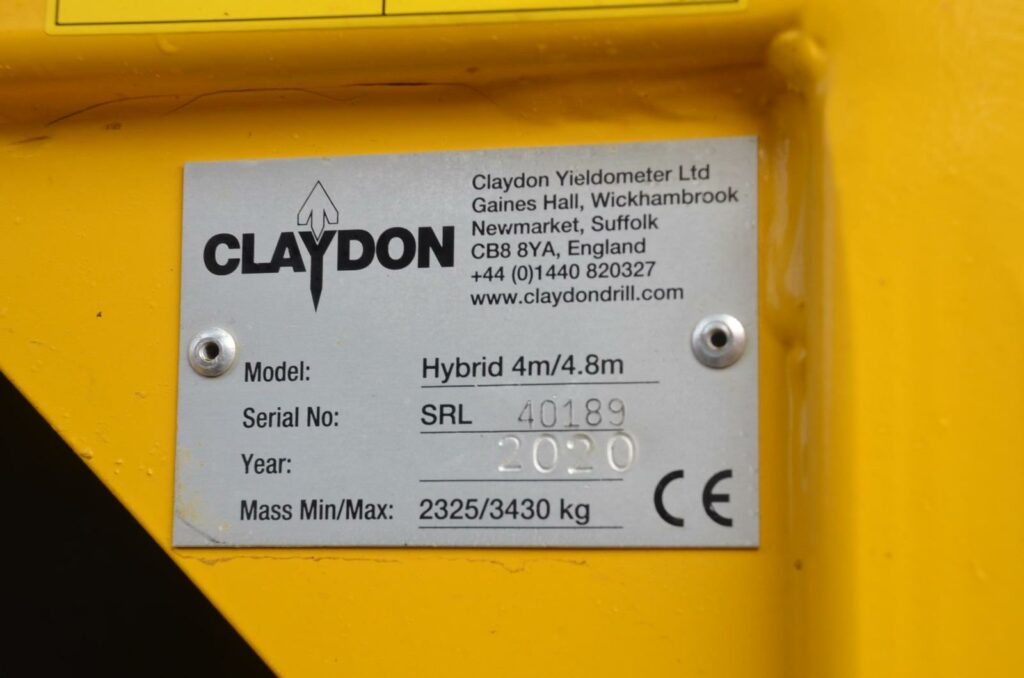 CLAYDON
Claydon Yieldometer Ltd
Gaines Hall, Wickhambrook
Newmarket, Suffolk
CB8 8YA, England
+44 (0)1440 820327
www.claydondrill.com
Model: Hybrid 4m/4.8m
Serial No: SRL 40189
Year: 2020
Mass Min/Max: 2325/3430 kg
CE